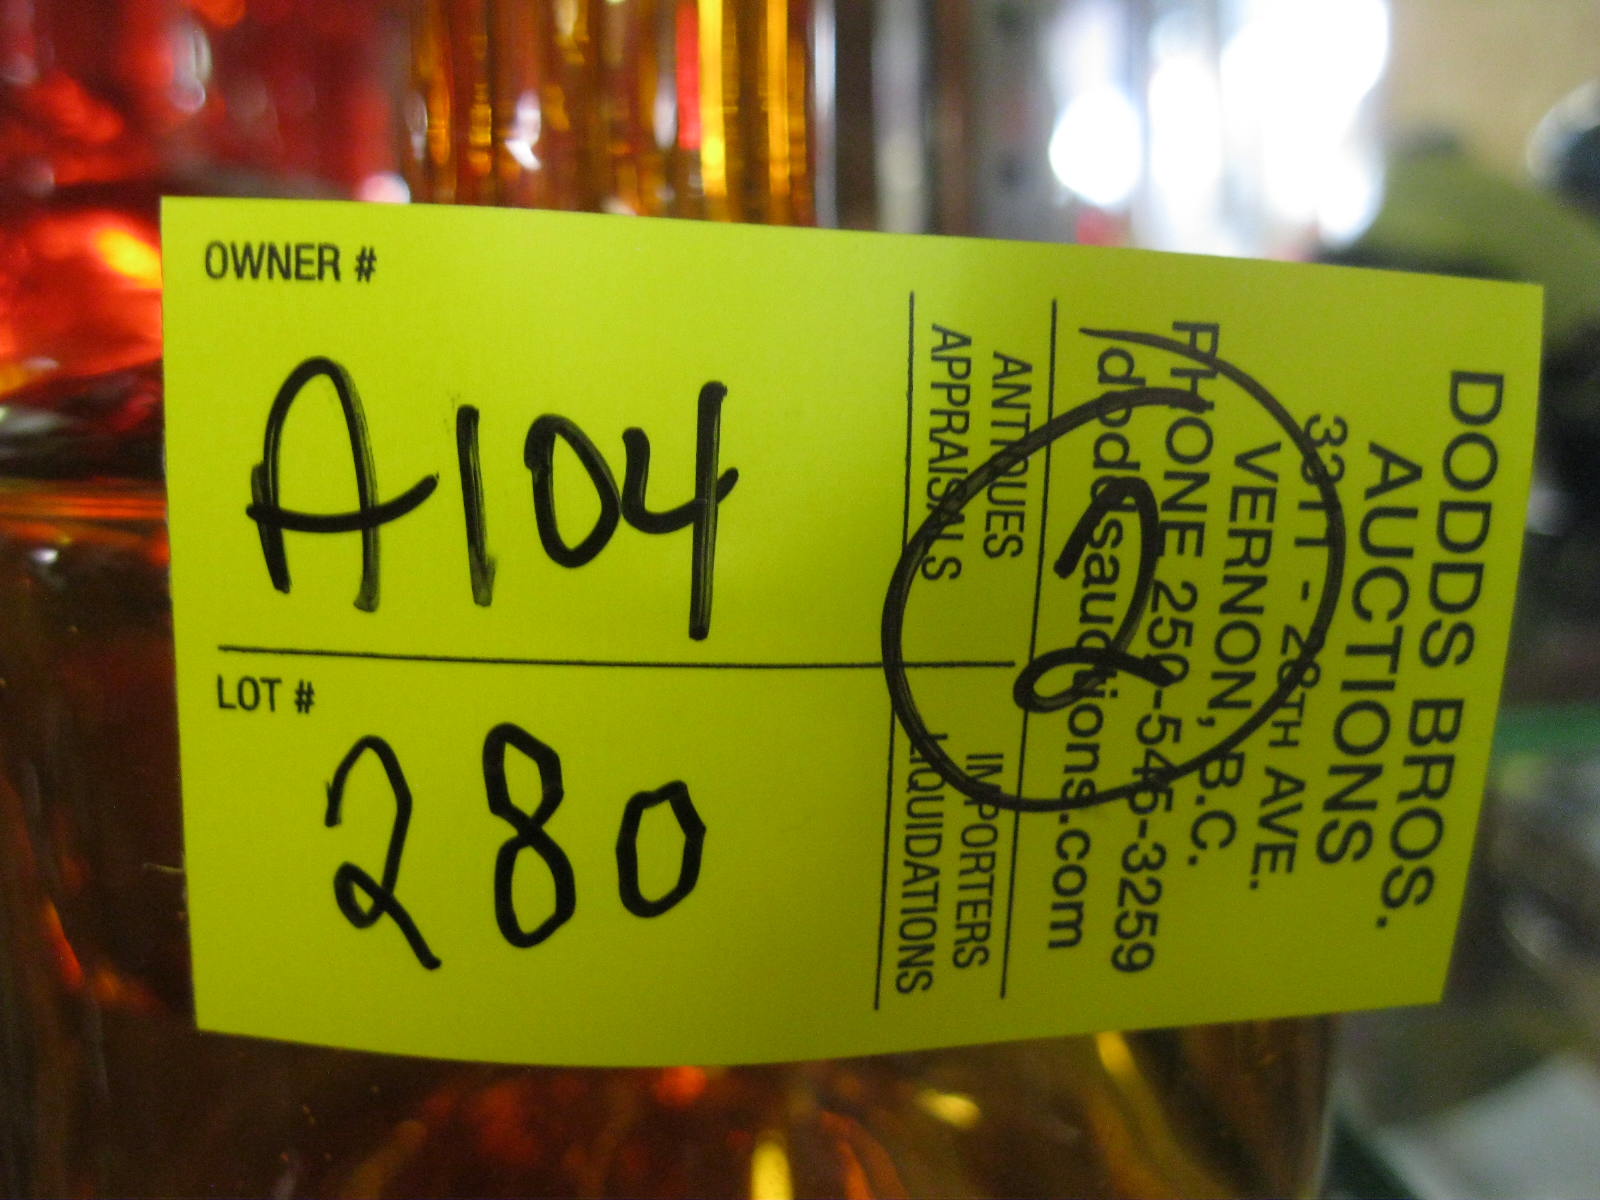 OWNER #
A104
LOT #
280
DODDS BROS.
AUCTIONS
3311 - 28TH AVE.
VERNON, B.C.
PHONE 250-545-3259
doddsauctions.com
ANTIQUES IMPORTERS
APPRAISALS LIQUIDATIONS
2